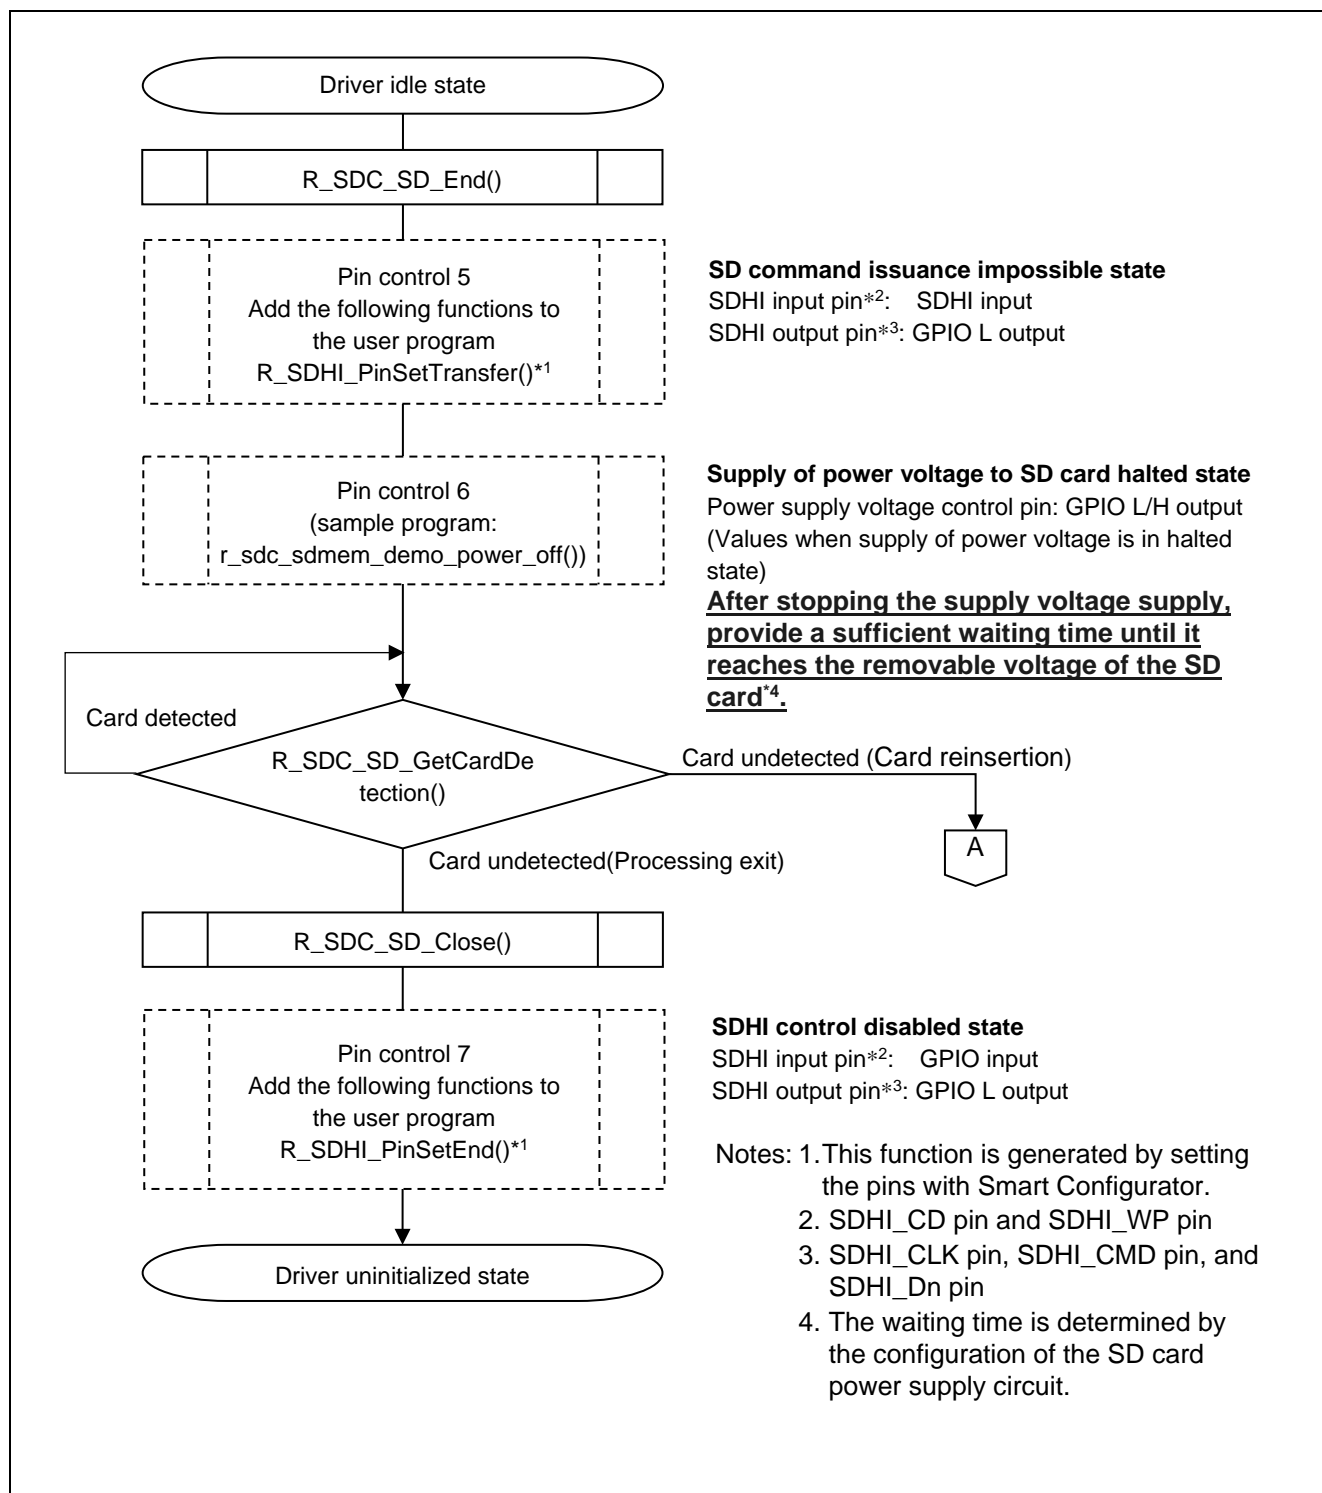 Driver idle state
R_SDC_SD_End()
Pin control 5
Add the following functions to
the user program
R_SDHI_PinSetTransfer()*1
SD command issuance impossible state
SDHI input pin*2: SDHI input
SDHI output pin*3: GPIO L output
Pin control 6
(sample program:
r_sdc_sdmem_demo_power_off())
Supply of power voltage to SD card halted state
Power supply voltage control pin: GPIO L/H output
(Values when supply of power voltage is in halted
state)
After stopping the supply voltage supply,
provide a sufficient waiting time until it
reaches the removable voltage of the SD
card*4.
Card detected
R_SDC_SD_GetCardDe
tection()
Card undetected (Card reinsertion)
A
Card undetected(Processing exit)
R_SDC_SD_Close()
Pin control 7
Add the following functions to
the user program
R_SDHI_PinSetEnd()*1
SDHI control disabled state
SDHI input pin*2: GPIO input
SDHI output pin*3: GPIO L output
Driver uninitialized state
Notes: 1.This function is generated by setting
the pins with Smart Configurator.
2. SDHI_CD pin and SDHI_WP pin
3. SDHI_CLK pin, SDHI_CMD pin, and
SDHI_Dn pin
4. The waiting time is determined by
the configuration of the SD card
power supply circuit.